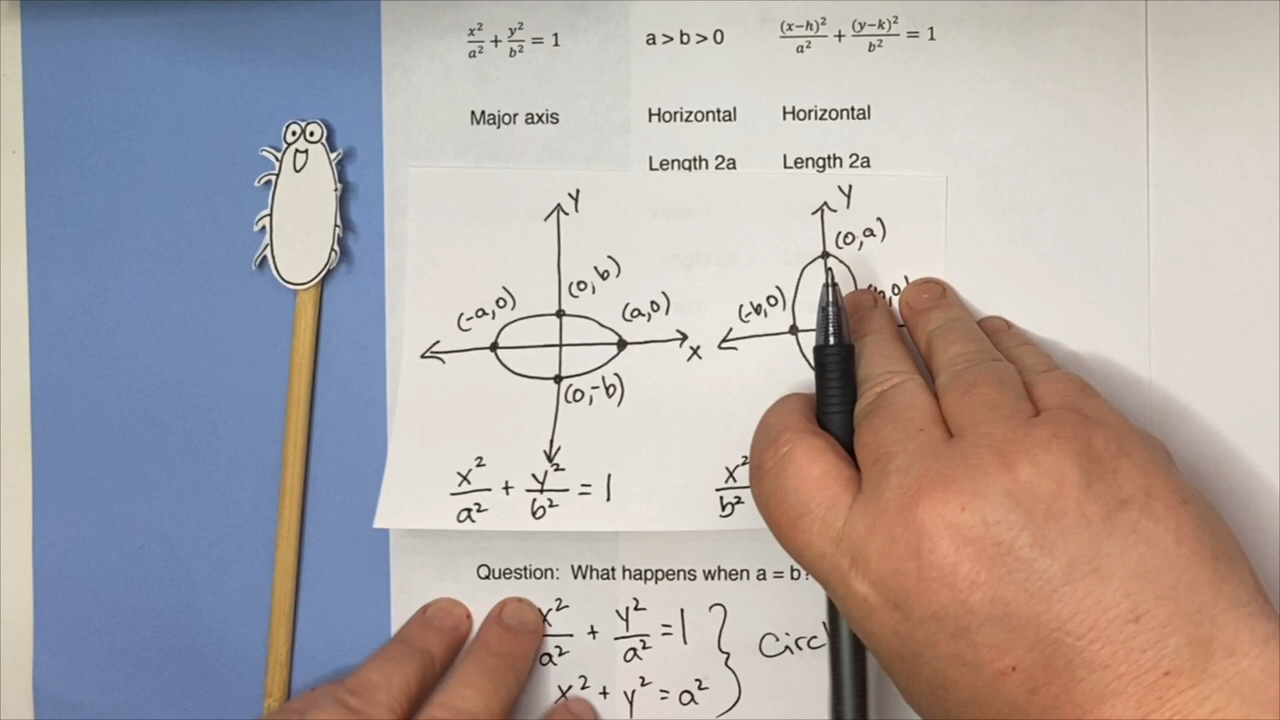 x²/a² + y²/b² = 1 a > b > 0 (x−h)²/a² + (y−k)²/b² = 1
Major axis Horizontal Horizontal
Length 2a Length 2a
Y Y
(0,a)
(0,b)
(-a,0) (a,0) (-b,0)
X
(0,-b)
x²/a² + y²/b² = 1 x²/b²
Question: What happens when a = b?
x²/a² + y²/a² = 1
x² + y² = a²